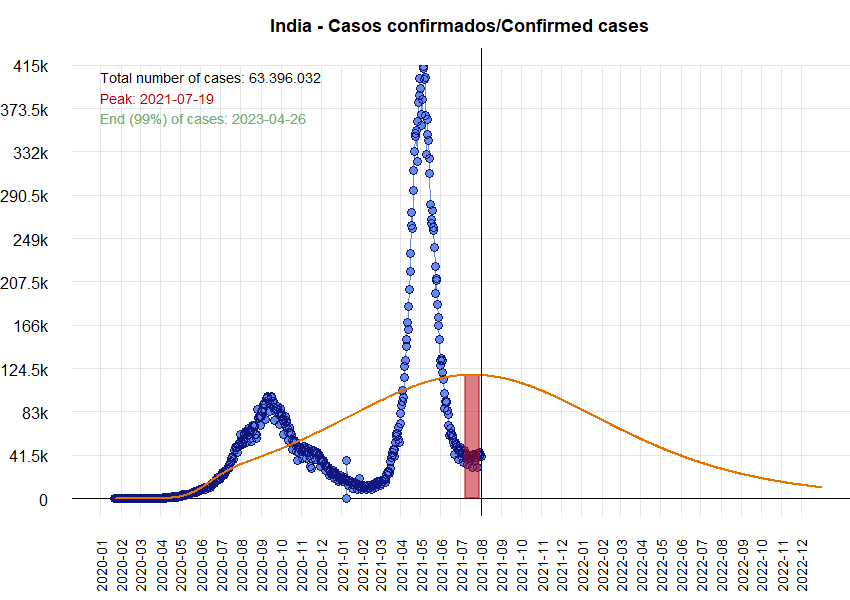 India - Casos confirmados/Confirmed cases
415k
Total number of cases: 63.396.032
Peak: 2021-07-19
373.5k
End (99%) of cases: 2023-04-26
332k
290.5k
249k
207.5k
166k
124.5k
83k
41.5k
0
2020-01
2020-02
2020-03
2020-04
2020-05
2020-06
2020-07
2020-08
2020-09
2020-10
2020-11
2020-12
2021-01
2021-02
2021-03
2021-04
2021-05
2021-06
2021-07
2021-08
2021-09
2021-10
2021-11
2021-12
2022-01
2022-02
2022-03
2022-04
2022-05
2022-06
2022-07
2022-08
2022-09
2022-10
2022-11
2022-12